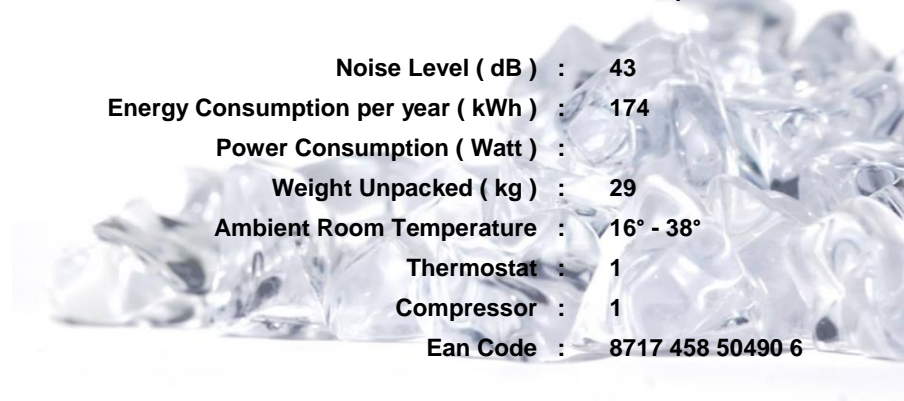 Noise Level ( dB ) : 43
Energy Consumption per year ( kWh ) : 174
Power Consumption ( Watt ) :
Weight Unpacked ( kg ) : 29
Ambient Room Temperature : 16° - 38°
Thermostat : 1
Compressor : 1
Ean Code : 8717 458 50490 6